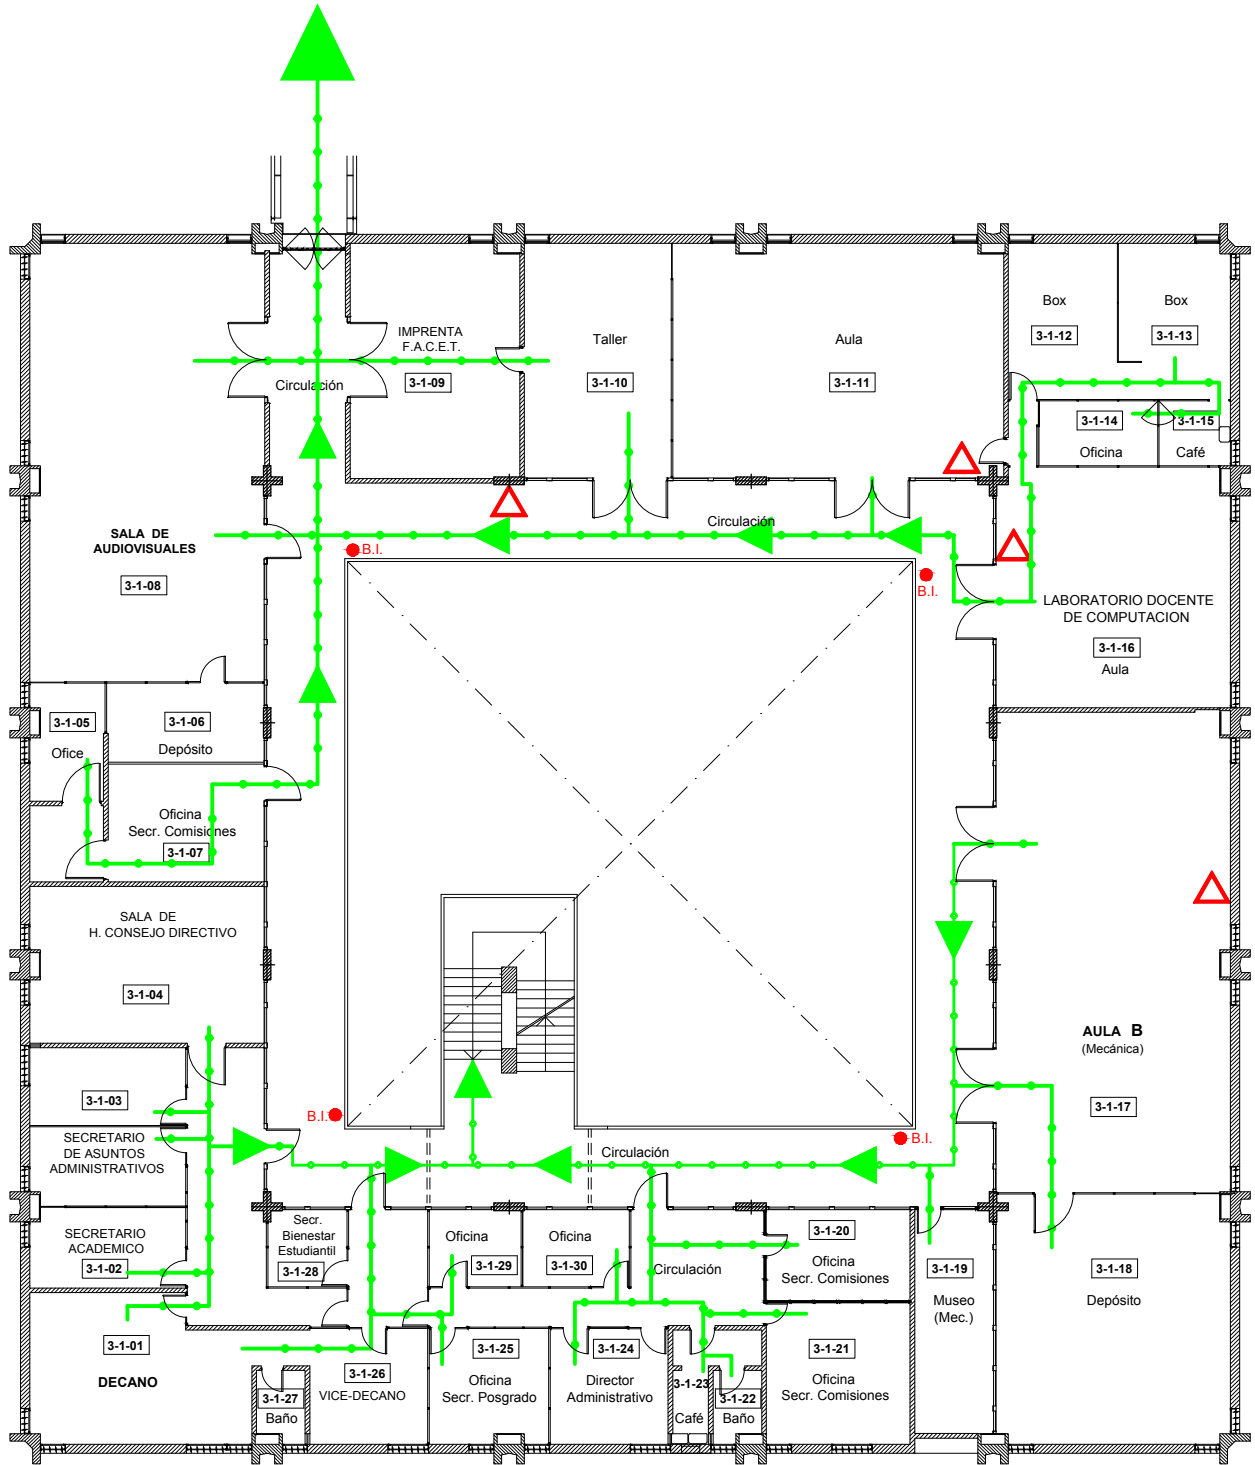 IMPRENTA
F.A.C.E.T.
3-1-09
Circulación
Taller
3-1-10
Aula
3-1-11
Box
3-1-12
Box
3-1-13
3-1-14
Oficina
3-1-15
Café
SALA DE
AUDIOVISUALES
3-1-08
Circulación
B.I.
B.I.
LABORATORIO DOCENTE
DE COMPUTACION
3-1-16
Aula
3-1-05
Ofice
3-1-06
Depósito
Oficina
Secr. Comisiones
3-1-07
SALA DE
H. CONSEJO DIRECTIVO
3-1-04
AULA B
(Mecánica)
3-1-17
3-1-03
SECRETARIO
DE ASUNTOS
ADMINISTRATIVOS
B.I.
B.I.
Circulación
SECRETARIO
ACADEMICO
3-1-02
Secr.
Bienestar
Estudiantil
3-1-28
Oficina
3-1-29
Oficina
3-1-30
Circulación
3-1-20
Oficina
Secr. Comisiones
3-1-19
Museo
(Mec.)
3-1-18
Depósito
3-1-01
DECANO
3-1-27
Baño
3-1-26
VICE-DECANO
3-1-25
Oficina
Secr. Posgrado
3-1-24
Director
Administrativo
3-1-23
Café
3-1-22
Baño
3-1-21
Oficina
Secr. Comisiones